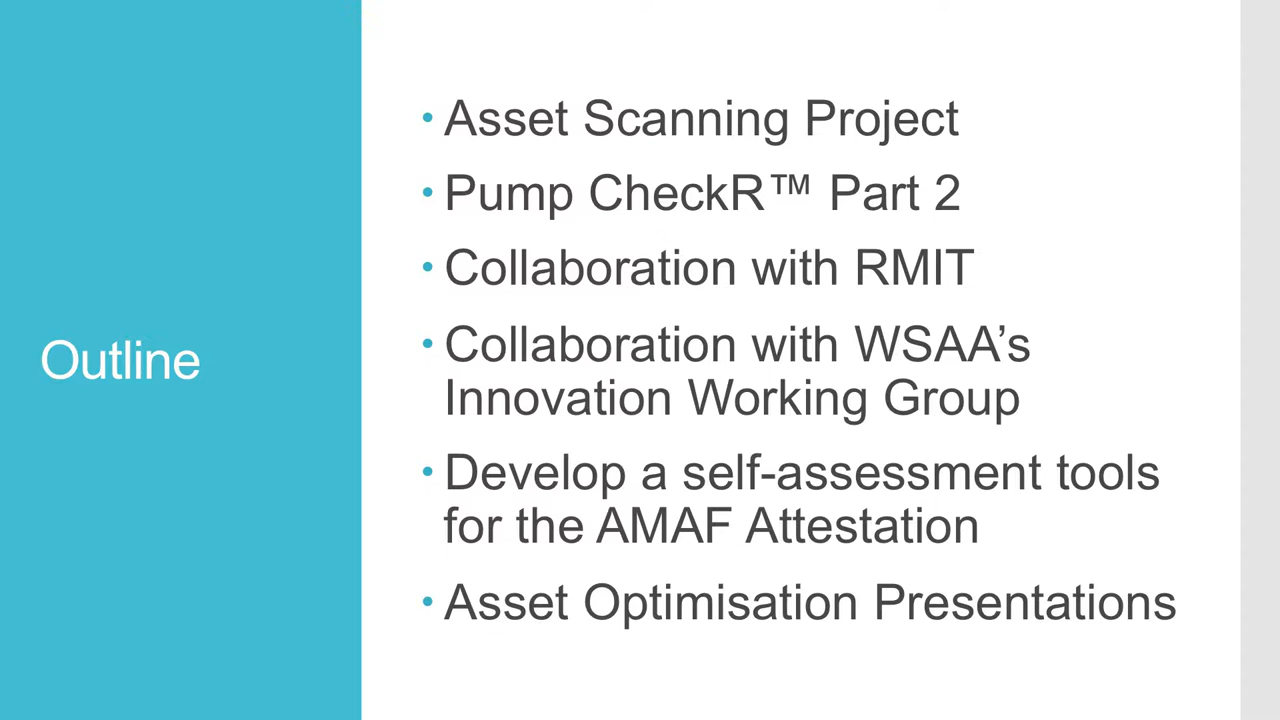 Outline
• Asset Scanning Project
• Pump CheckR™ Part 2
• Collaboration with RMIT
• Collaboration with WSAA’s
Innovation Working Group
• Develop a self-assessment tools
for the AMAF Attestation
• Asset Optimisation Presentations